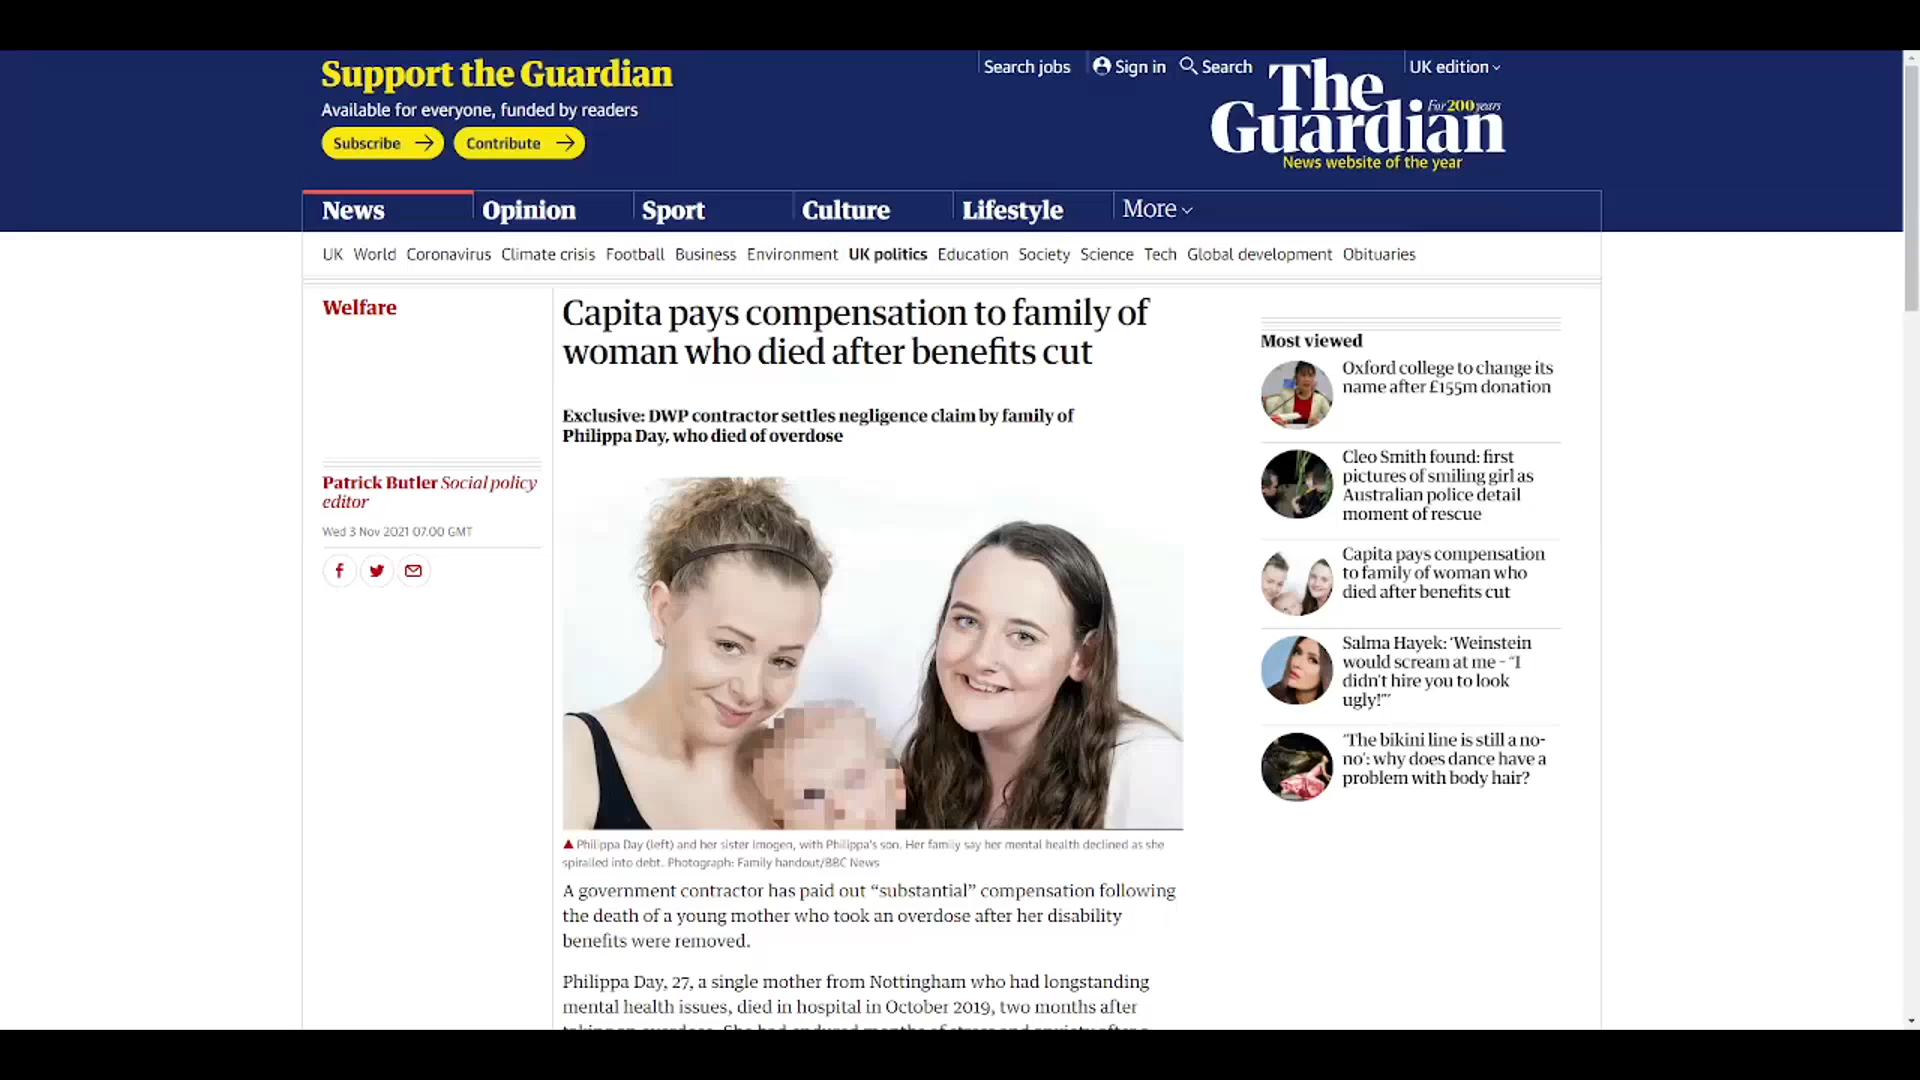 Support the Guardian
Available for everyone, funded by readers
Subscribe
Contribute
Search jobs
Sign in
Search
UK edition
The
Guardian
For 200 years
News website of the year
News
Opinion
Sport
Culture
Lifestyle
More
UK World Coronavirus Climate crisis Football Business Environment UK politics Education Society Science Tech Global development Obituaries
Welfare
Patrick Butler Social policy
editor
Wed 3 Nov 2021 07.00 GMT
Capita pays compensation to family of
woman who died after benefits cut
Exclusive: DWP contractor settles negligence claim by family of
Philippa Day, who died of overdose
Philippa Day (left) and her sister Imogen, with Philippa's son. Her family say her mental health declined as she
spiralled into debt. Photograph: Family handout/BBC News
A government contractor has paid out “substantial” compensation following
the death of a young mother who took an overdose after her disability
benefits were removed.
Philippa Day, 27, a single mother from Nottingham who had longstanding
mental health issues, died in hospital in October 2019, two months after
Most viewed
Oxford college to change its
name after £155m donation
Cleo Smith found: first
pictures of smiling girl as
Australian police detail
moment of rescue
Capita pays compensation
to family of woman who
died after benefits cut
Salma Hayek: ‘Weinstein
would scream at me – “I
didn’t hire you to look
ugly!”’
‘The bikini line is still a no-
no’: why does dance have a
problem with body hair?